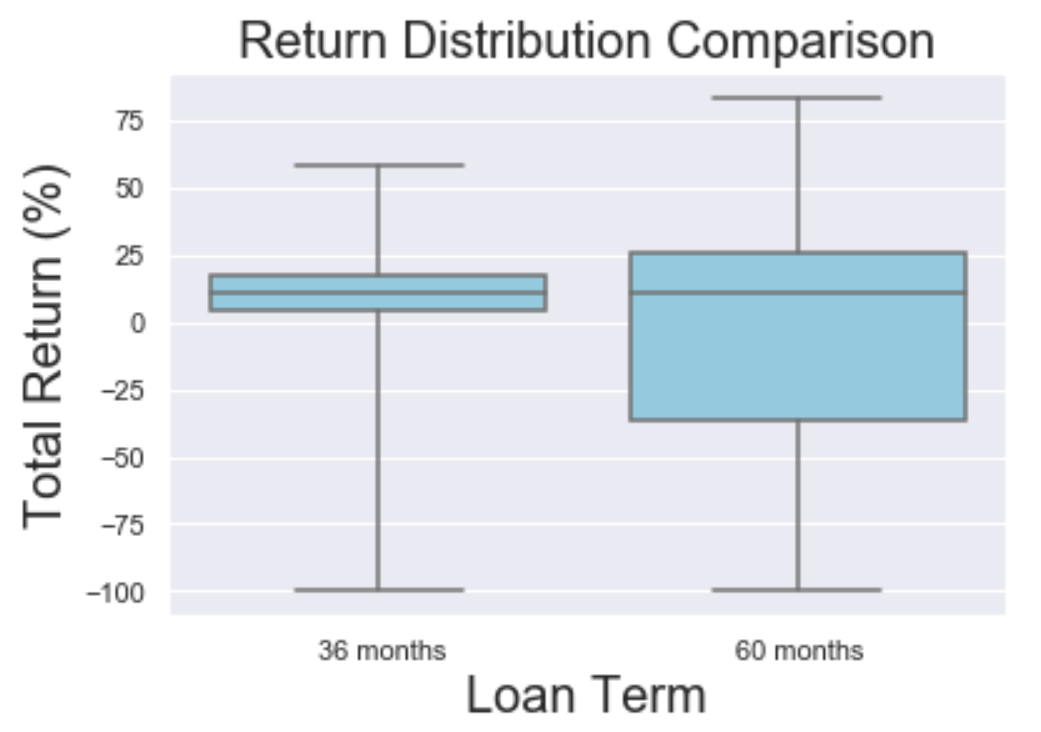 Return Distribution Comparison
Total Return (%)
75
50
25
0
−25
−50
−75
−100
36 months
60 months
Loan Term